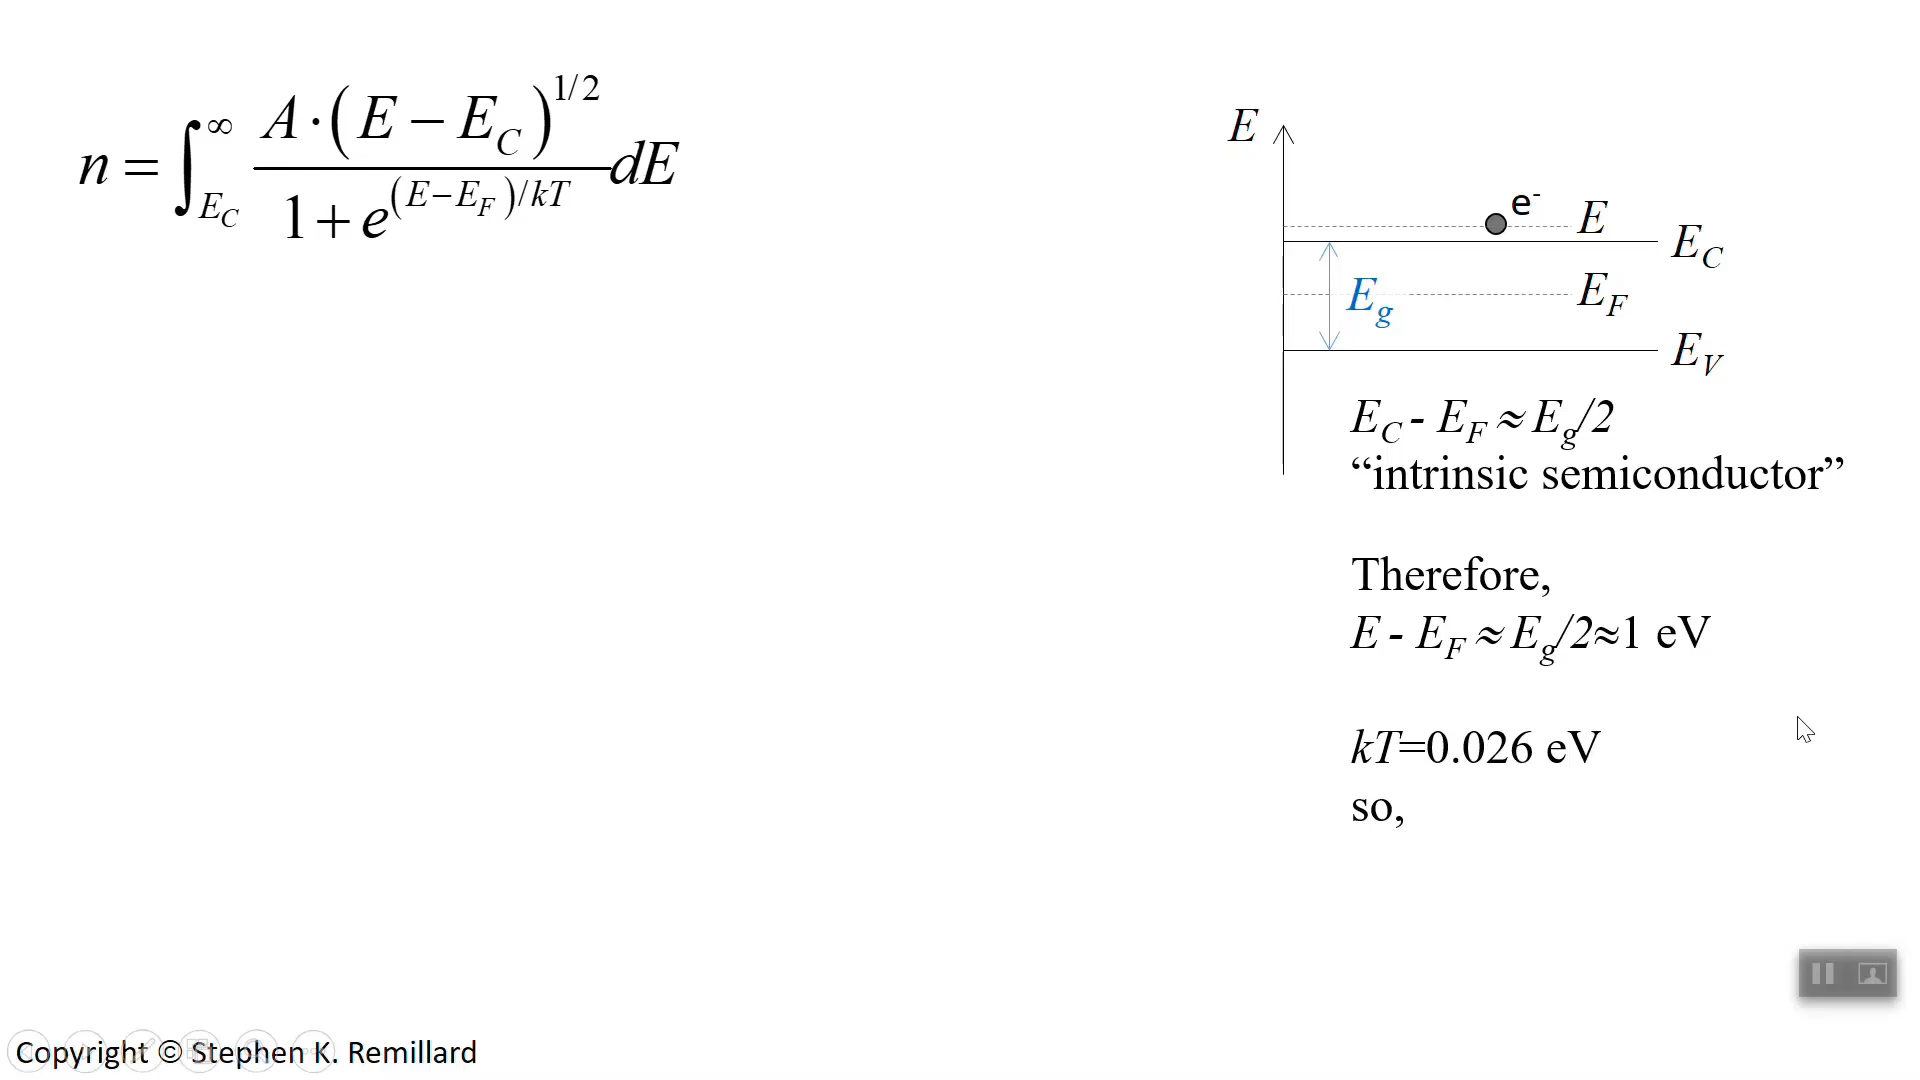 n = ∫_{E_C}^{∞} \frac{A·(E − E_C)^{1/2}}{1 + e^{(E−E_F)/kT}} dE
E
e⁻
E
E_C
E_g
E_F
E_V
E_C - E_F ≈ E_g/2
“intrinsic semiconductor”
Therefore,
E - E_F ≈ E_g/2≈1 eV
kT=0.026 eV
so,
Copyright © Stephen K. Remillard